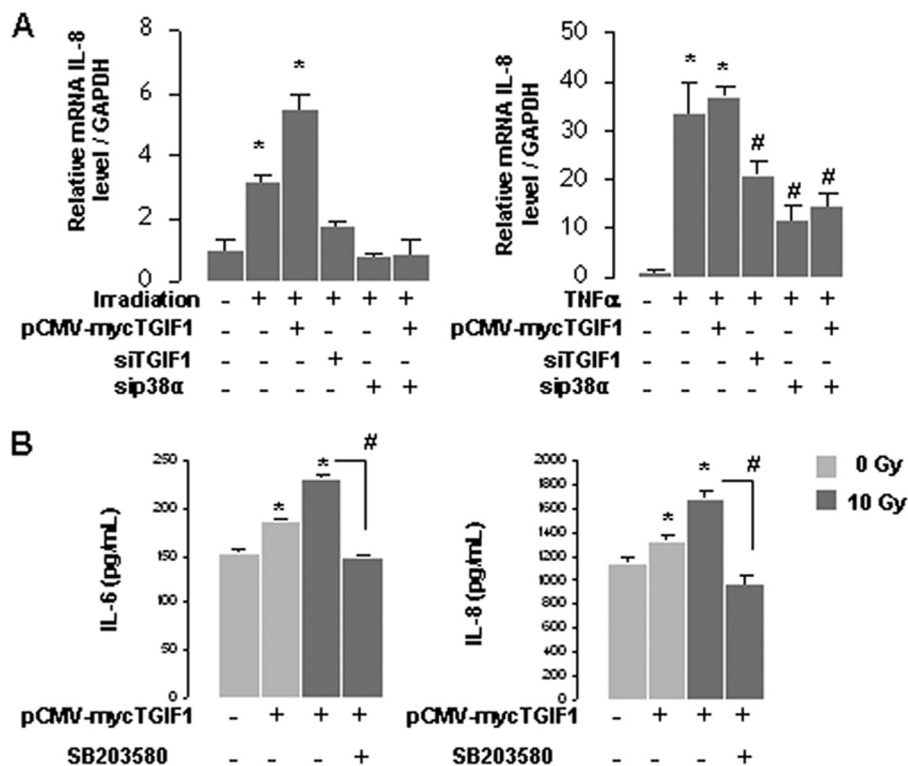 A
Relative mRNA IL-8
level / GAPDH
8
6
4
2
0
*
*
Irradiation - + + + + +
pCMV-mycTGIF1 - - + - - +
siTGIF1 - - - + - -
sip38α - - - - + +
Relative mRNA IL-8
level / GAPDH
50
40
30
20
10
0
* * # # #
TNFα - + + + + +
pCMV-mycTGIF1 - - + - - +
siTGIF1 - - - + - -
sip38α - - - - + +
B
IL-6 (pg/mL)
250
200
150
100
50
0
* * #
pCMV-mycTGIF1 - + + +
SB203580 - - - +
IL-8 (pg/mL)
2000
1800
1600
1400
1200
1000
800
600
400
200
0
* * #
pCMV-mycTGIF1 - + + +
SB203580 - - - +
0 Gy
10 Gy